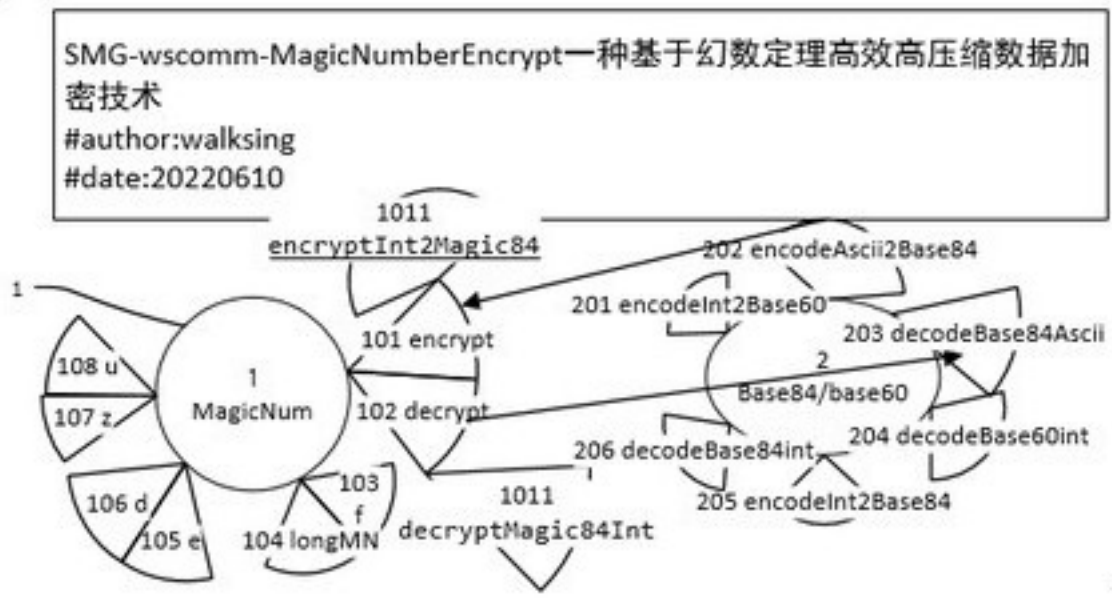 SMG-wscomm-MagicNumberEncrypt一种基于幻数定理高效高压缩数据加
密技术
#author:walksing
#date:20220610
1011
encryptInt2Magic84
202 encodeAscii2Base84
1
201 encodeInt2Base60
101 encrypt
203 decodeBase84Ascii
108 u
1
MagicNum
2
Base84/base60
107 z
102 decrypt
204 decodeBase60int
206 decodeBase84int
103
f
106 d
105 e
104 longMN
1011
decryptMagic84Int
205 encodeInt2Base84